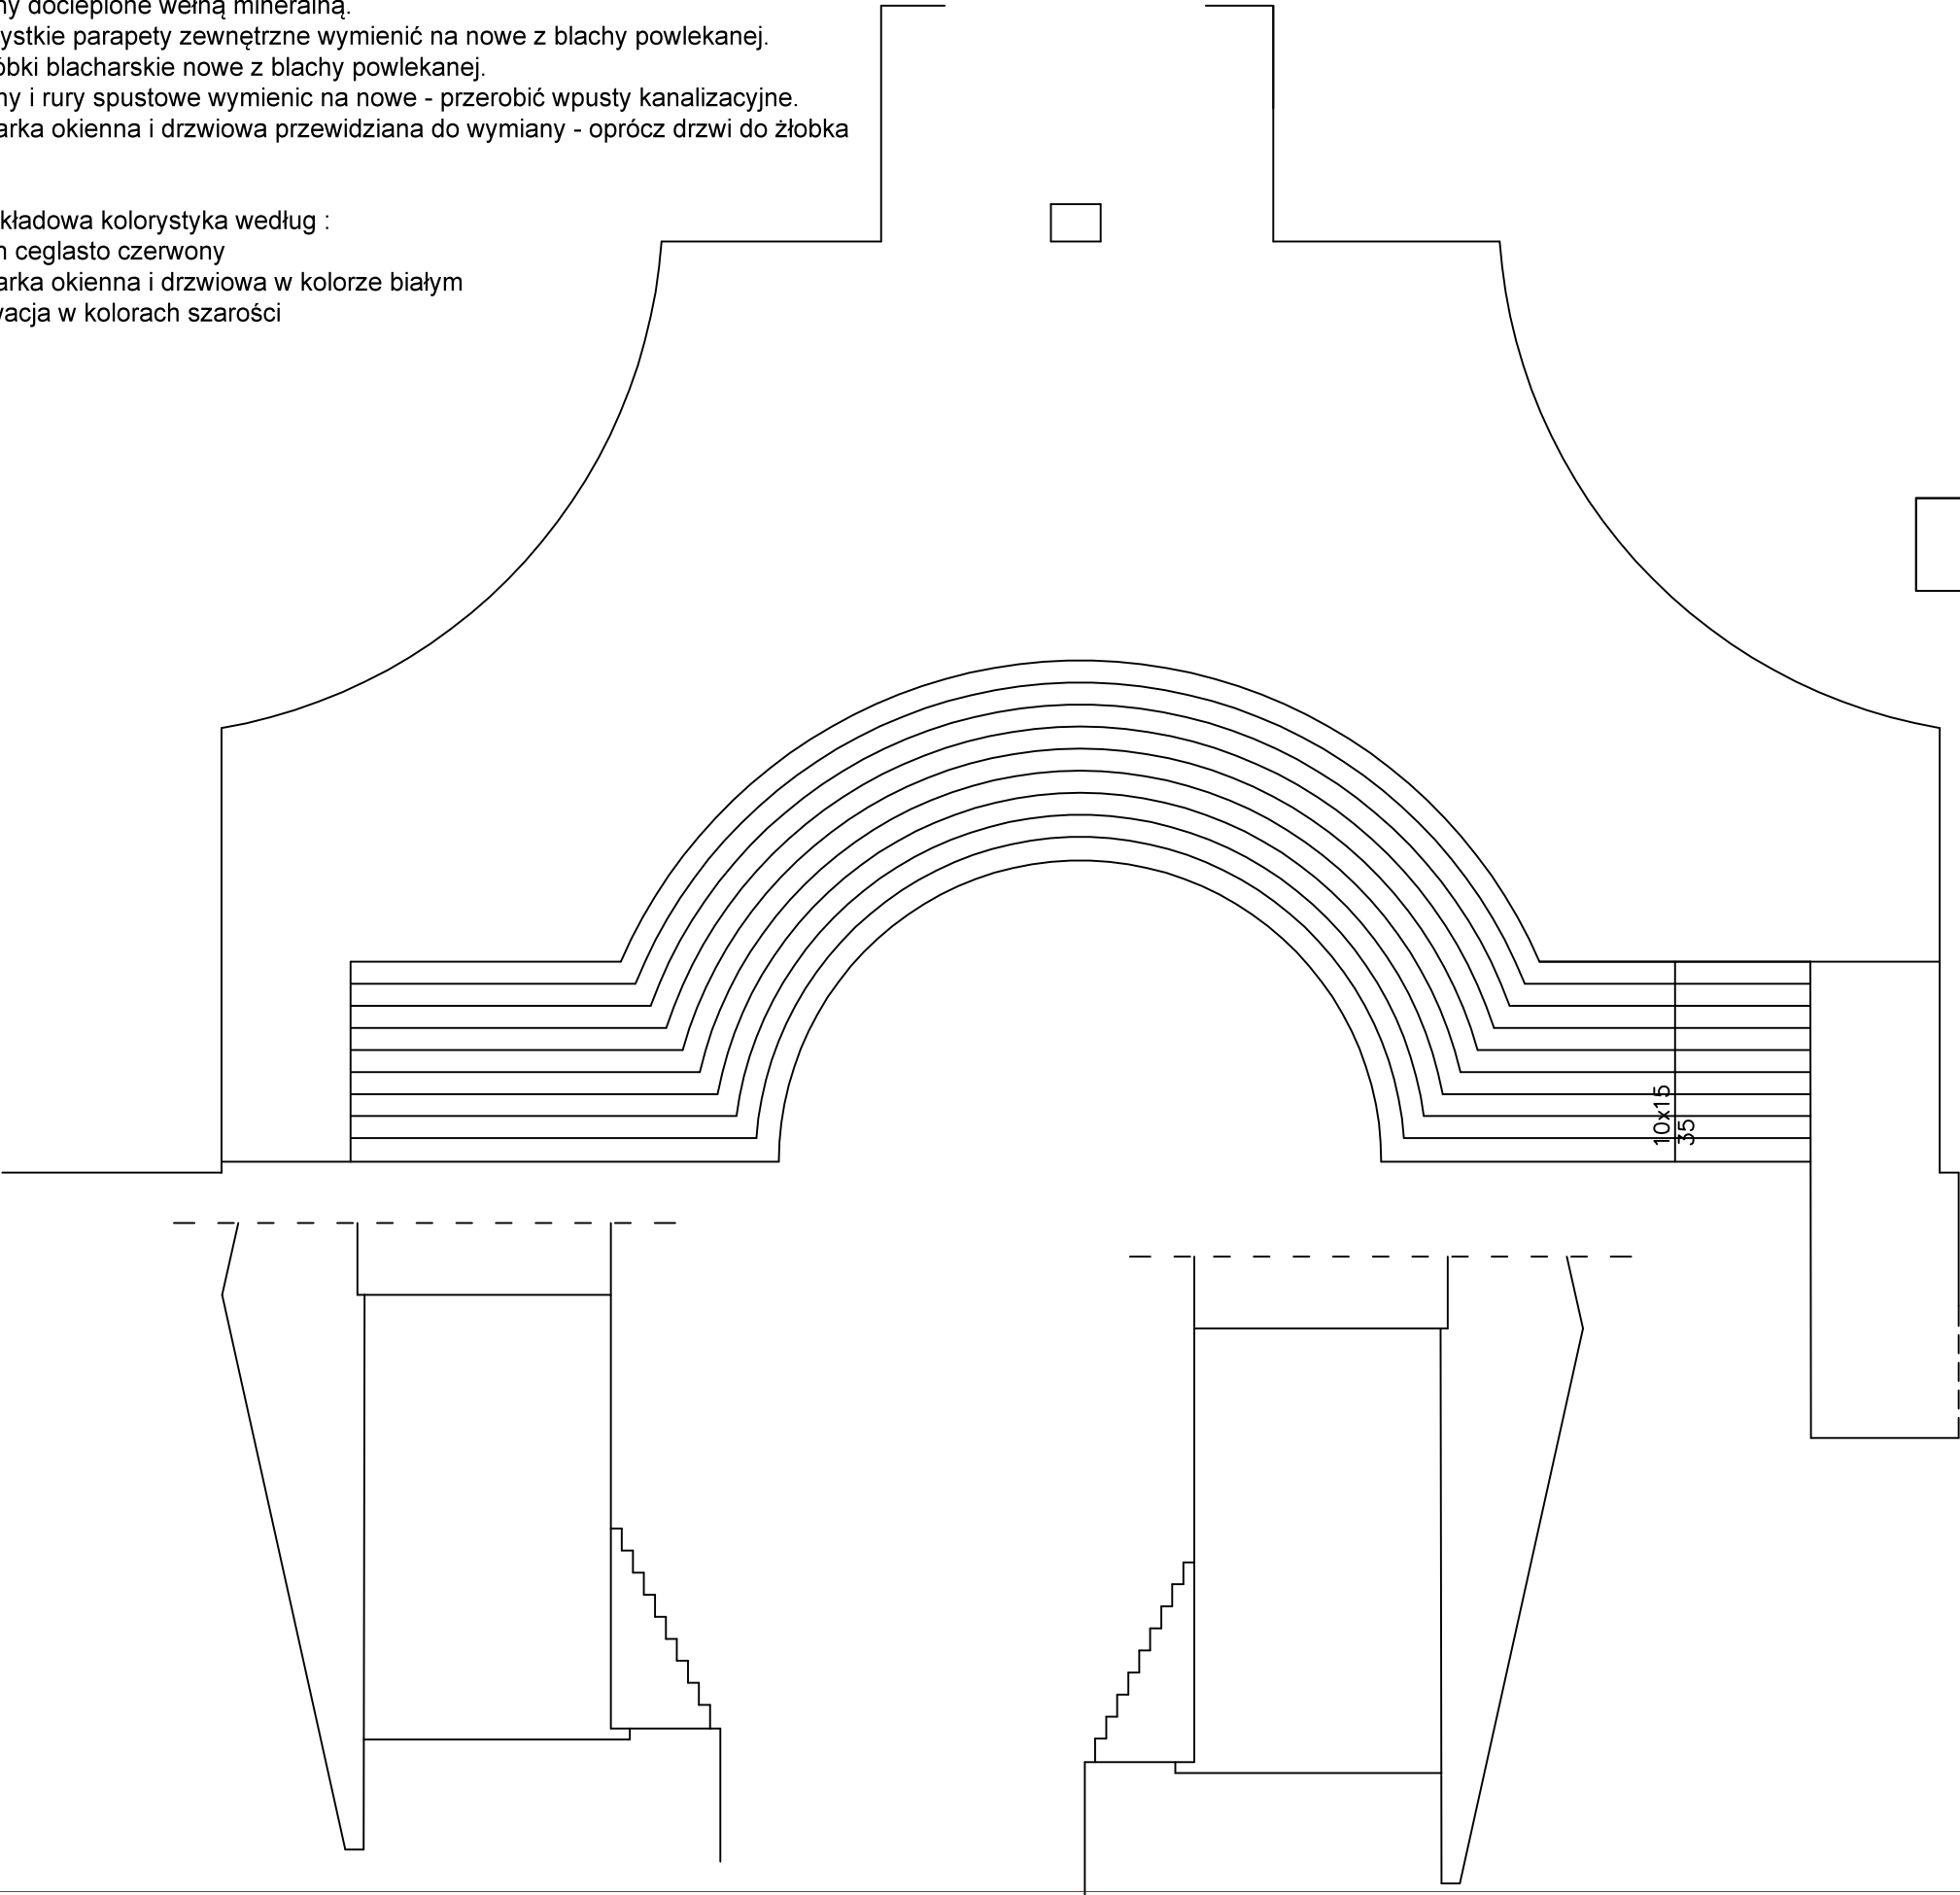 ny docieplone wełną mineralną.
ystkie parapety zewnętrzne wymienić na nowe z blachy powlekanej.
óbki blacharskie nowe z blachy powlekanej.
ny i rury spustowe wymienic na nowe - przerobić wpusty kanalizacyjne.
arka okienna i drzwiowa przewidziana do wymiany - oprócz drzwi do żłobka
kładowa kolorystyka według :
n ceglasto czerwony
arka okienna i drzwiowa w kolorze białym
vacja w kolorach szarości
10x15
35